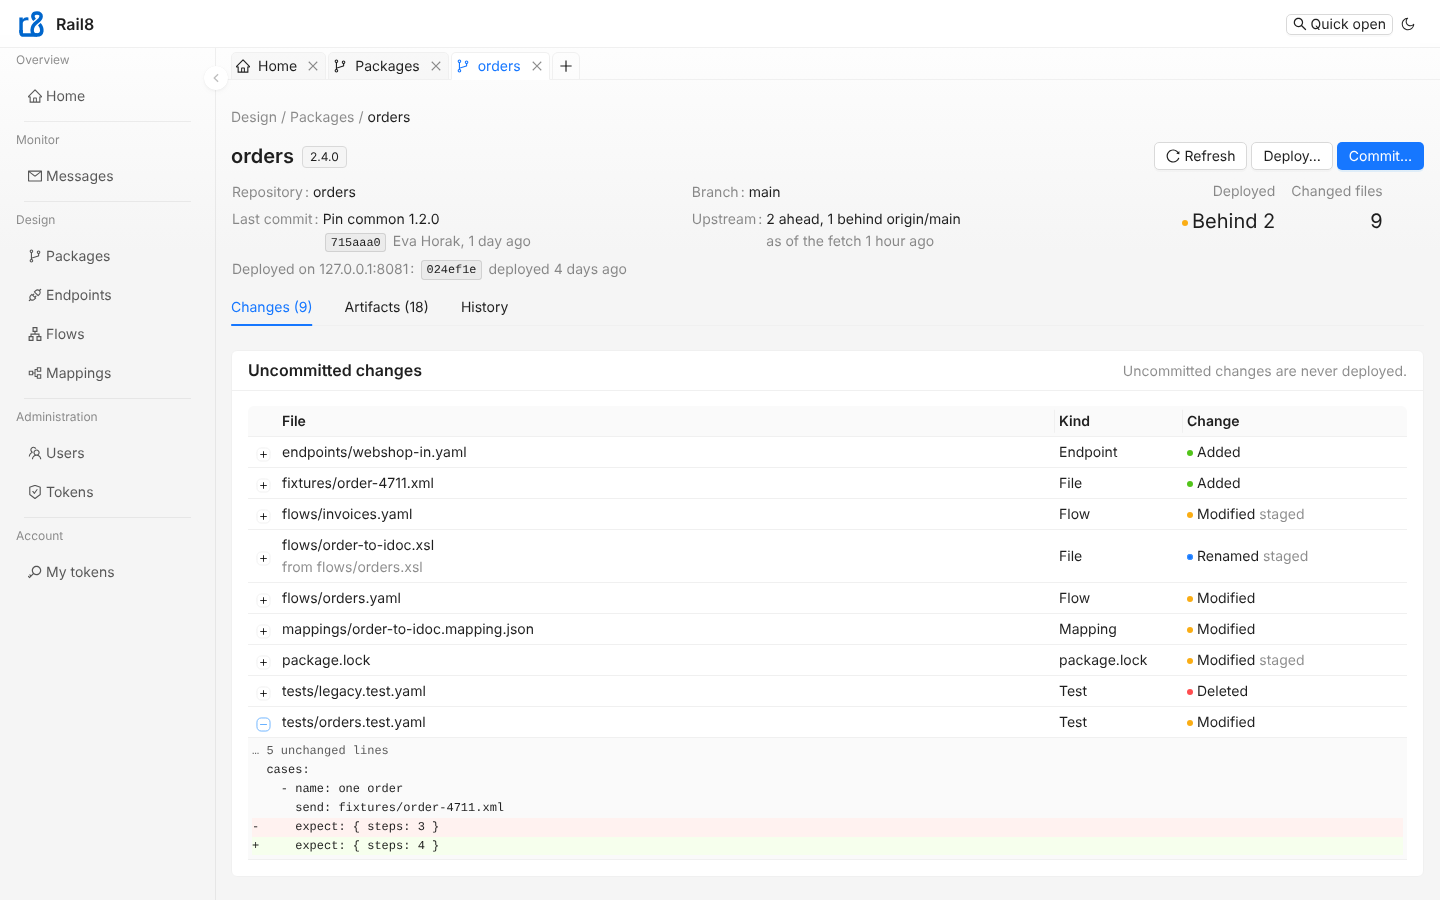 r8 Rail8
Quick open
Overview
Home
Monitor
Messages
Design
Packages
Endpoints
Flows
Mappings
Administration
Users
Tokens
Account
My tokens
Home
Packages
orders
Design / Packages / orders
orders 2.4.0
Refresh Deploy... Commit...
Repository: orders
Branch: main
Deployed Changed files
Behind 2 9
Last commit: Pin common 1.2.0
715aaa0 Eva Horak, 1 day ago
Upstream: 2 ahead, 1 behind origin/main
as of the fetch 1 hour ago
Deployed on 127.0.0.1:8081: 024ef1e deployed 4 days ago
Changes (9) Artifacts (18) History
Uncommitted changes
Uncommitted changes are never deployed.
File Kind Change
+ endpoints/webshop-in.yaml Endpoint Added
+ fixtures/order-4711.xml File Added
+ flows/invoices.yaml Flow Modified staged
+ flows/order-to-idoc.xsl File Renamed staged
from flows/orders.xsl
+ flows/orders.yaml Flow Modified
+ mappings/order-to-idoc.mapping.json Mapping Modified
+ package.lock package.lock Modified staged
+ tests/legacy.test.yaml Test Deleted
tests/orders.test.yaml Test Modified
… 5 unchanged lines
cases:
- name: one order
send: fixtures/order-4711.xml
- expect: { steps: 3 }
+ expect: { steps: 4 }